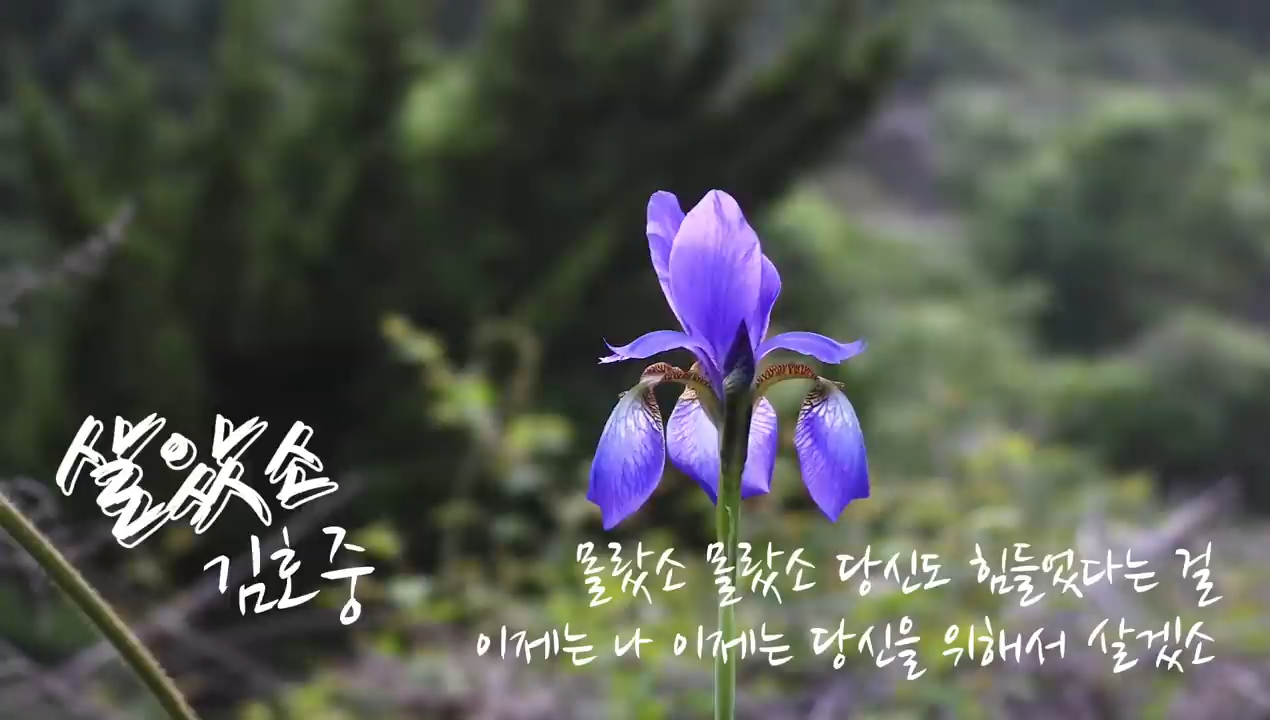 살았소
김호중
몰랐소 몰랐소 당신도 힘들었다는 걸
이제는 나 이제는 당신을 위해서 살겠소